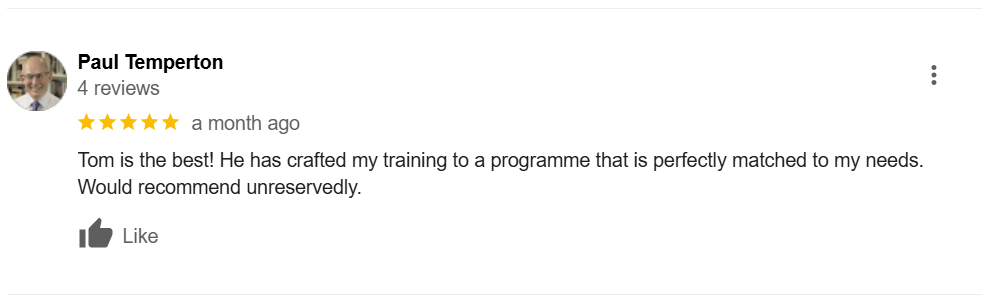 Paul Temperton
4 reviews
a month ago
Tom is the best! He has crafted my training to a programme that is perfectly matched to my needs.
Would recommend unreservedly.
Like